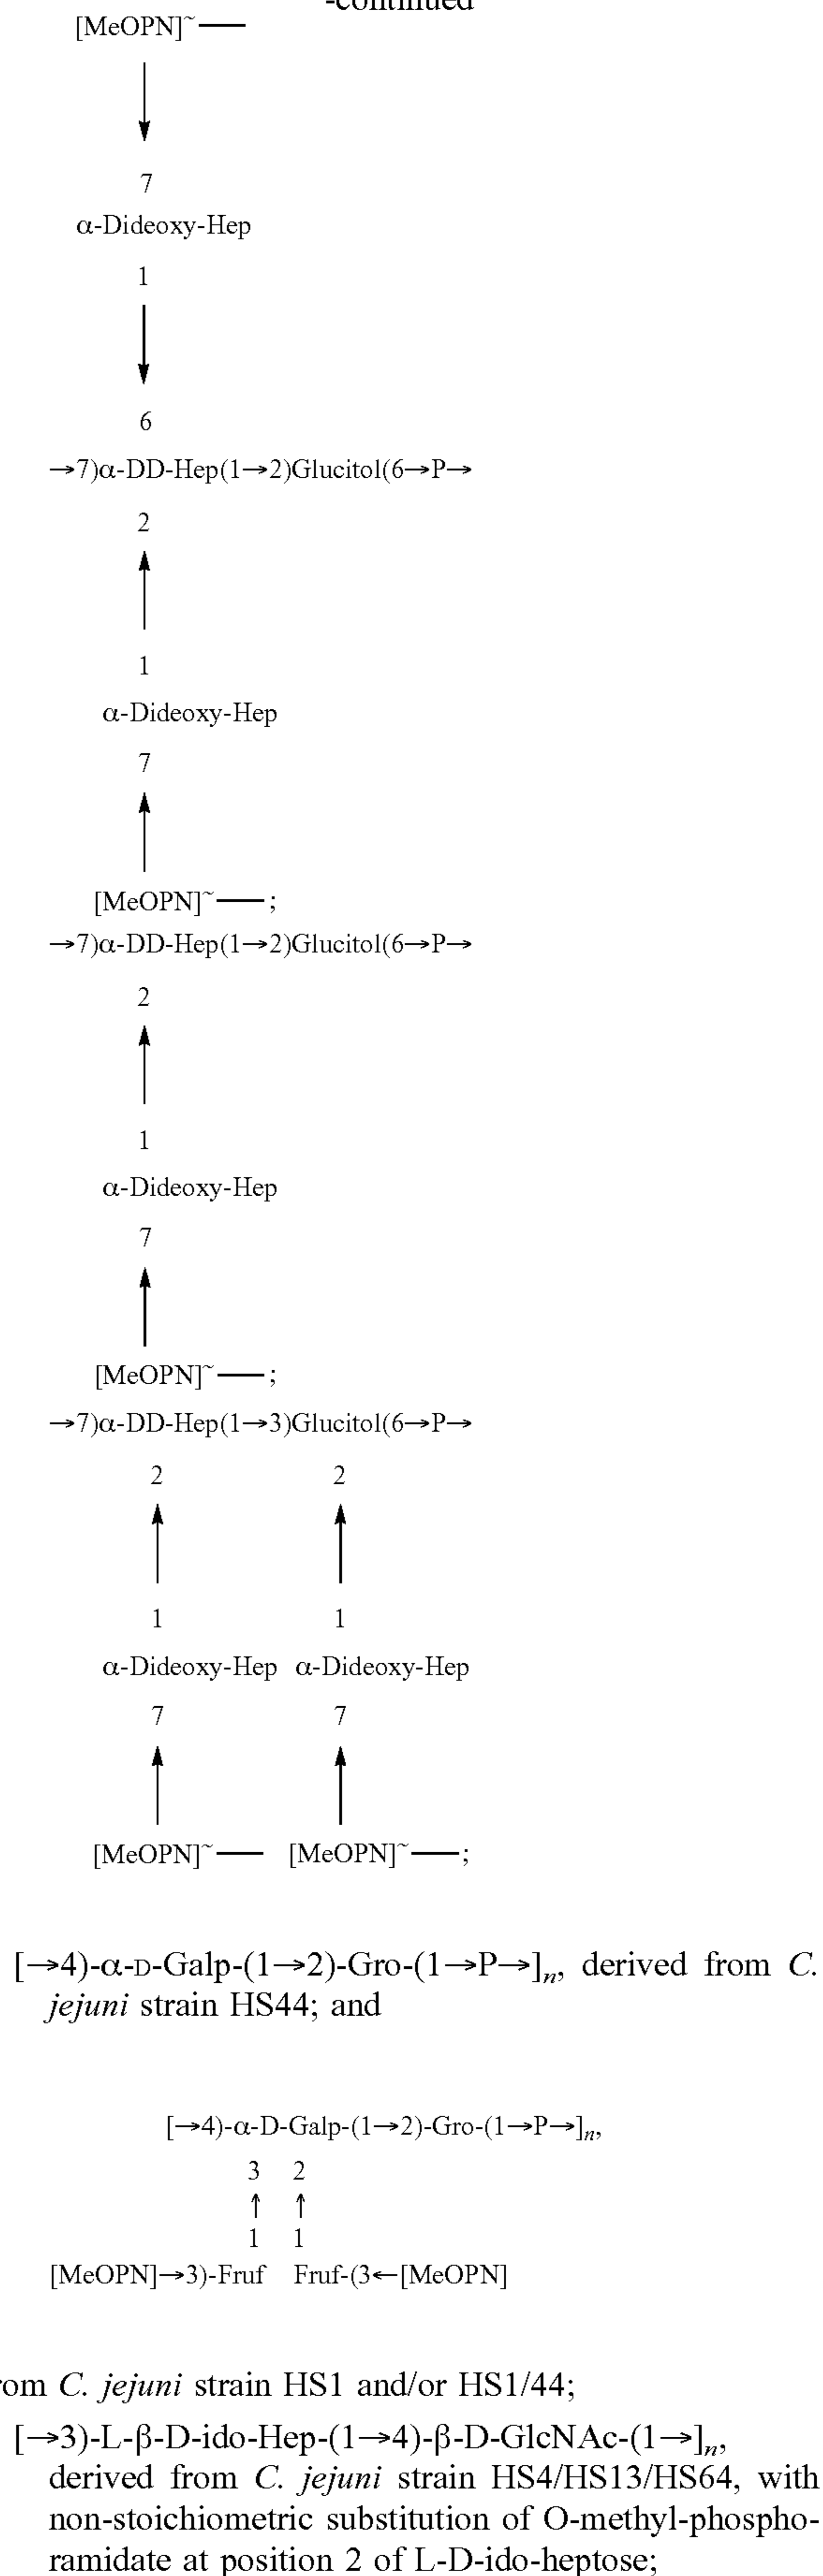 -continued
[MeOPN]~—
↓
7
α-Dideoxy-Hep
1
↓
6
→7)α-DD-Hep(1→2)Glucitol(6→P→
2
↑
1
α-Dideoxy-Hep
7
↑
[MeOPN]~—;
→7)α-DD-Hep(1→2)Glucitol(6→P→
2
↑
1
α-Dideoxy-Hep
7
↑
[MeOPN]~—;
→7)α-DD-Hep(1→3)Glucitol(6→P→
2 2
↑ ↑
1 1
α-Dideoxy-Hep α-Dideoxy-Hep
7 7
↑ ↑
[MeOPN]~— [MeOPN]~—;
[→4)-α-D-Galp-(1→2)-Gro-(1→P→]n, derived from C.
jejuni strain HS44; and
[→4)-α-D-Galp-(1→2)-Gro-(1→P→]n,
3 2
↑ ↑
1 1
[MeOPN]→3)-Fruf Fruf-(3←[MeOPN]
om C. jejuni strain HS1 and/or HS1/44;
[→3)-L-β-D-ido-Hep-(1→4)-β-D-GlcNAc-(1→]n,
derived from C. jejuni strain HS4/HS13/HS64, with
non-stoichiometric substitution of O-methyl-phospho-
ramidate at position 2 of L-D-ido-heptose;